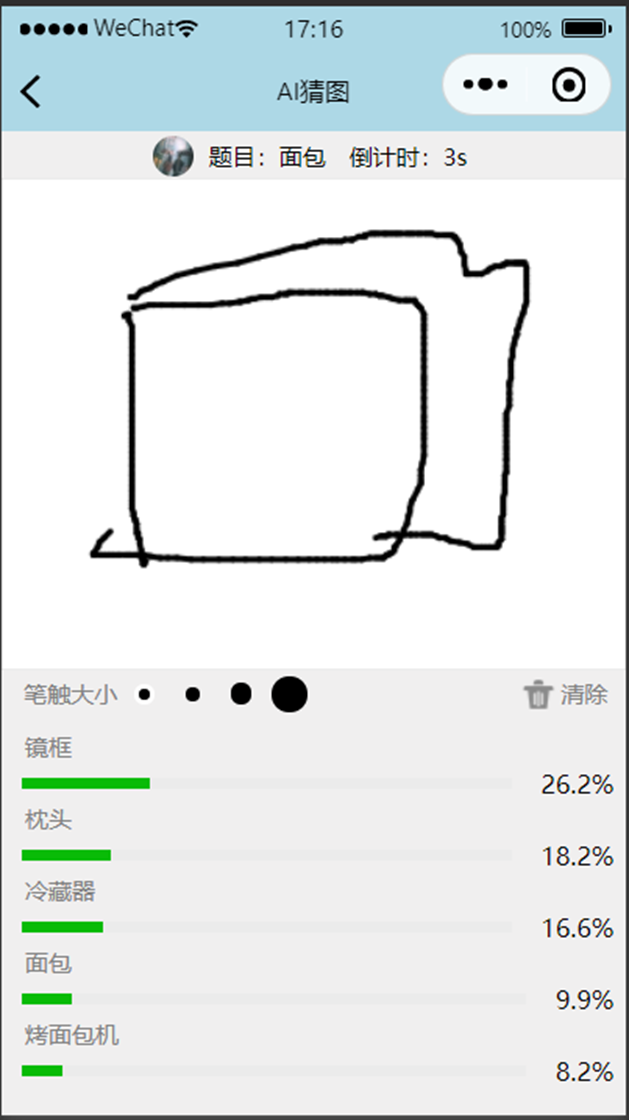 WeChat 17:16 100%
AI猜图
题目：面包 倒计时：3s
笔触大小 清除
镜框
26.2%
枕头
18.2%
冷藏器
16.6%
面包
9.9%
烤面包机
8.2%